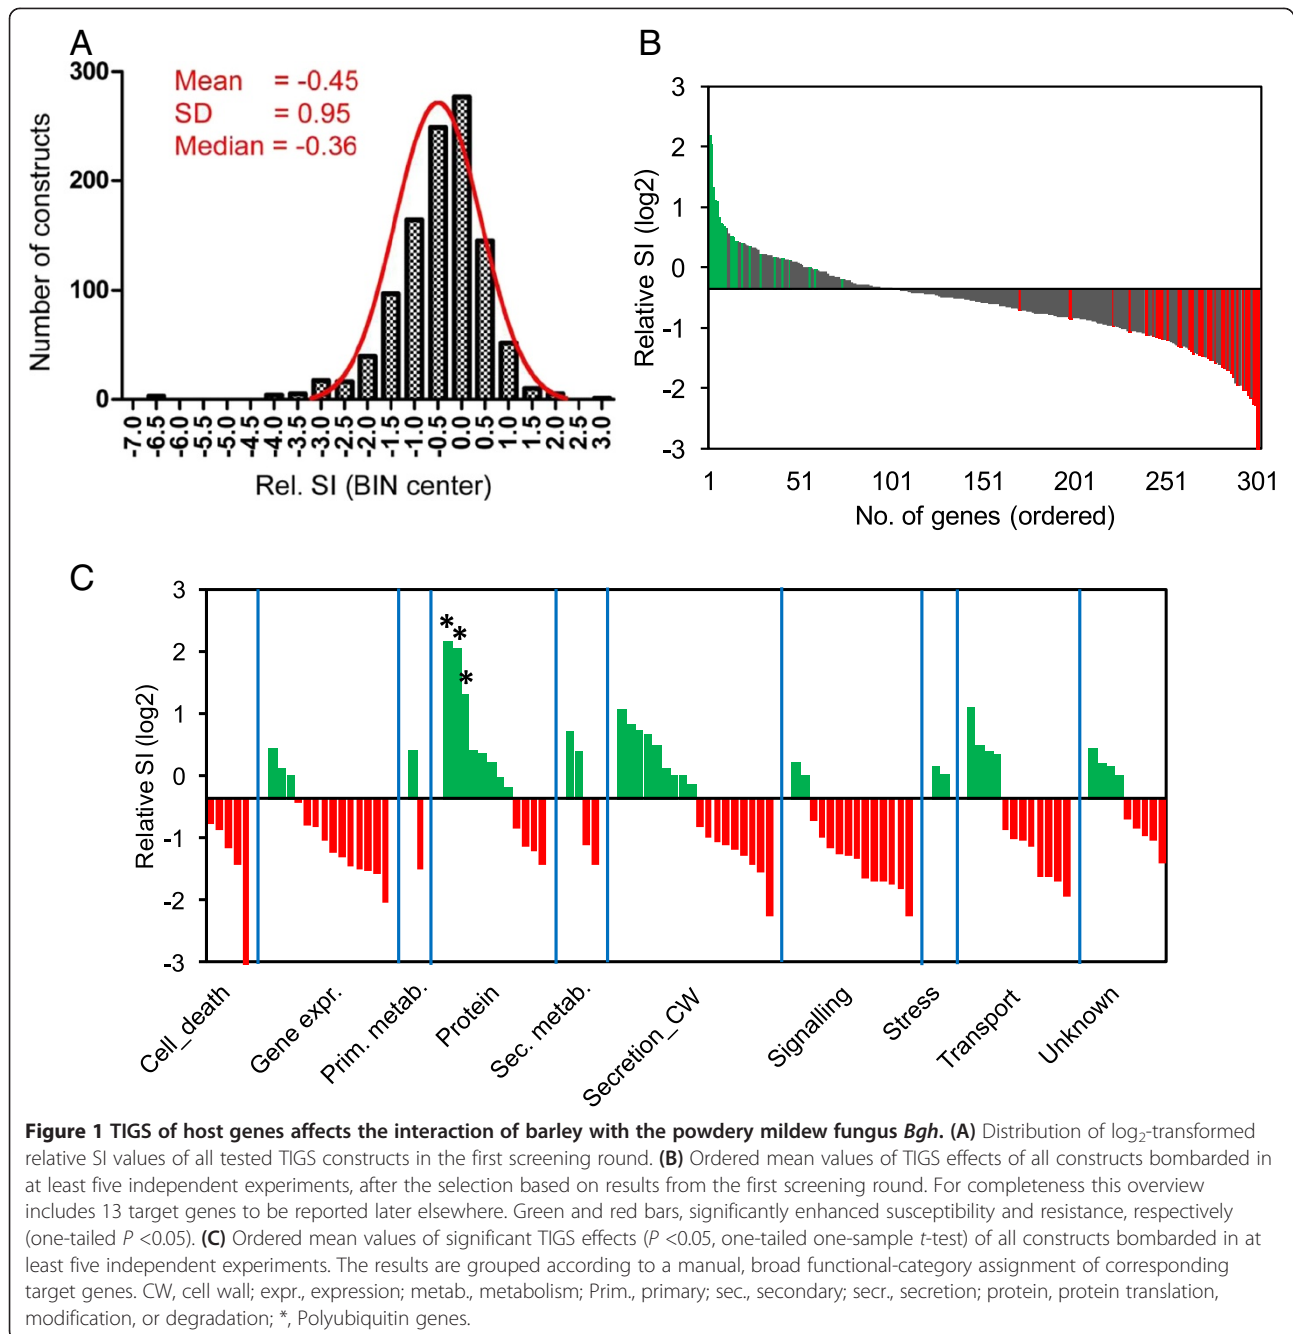 A
Mean = -0.45
SD = 0.95
Median = -0.36
300
200
100
0
Number of constructs
-7.0 -6.5 -6.0 -5.5 -5.0 -4.5 -4.0 -3.5 -3.0 -2.5 -2.0 -1.5 -1.0 -0.5 0.0 0.5 1.0 1.5 2.0 2.5 3.0
Rel. SI (BIN center)
B
3
2
1
0
-1
-2
-3
Relative SI (log2)
1 51 101 151 201 251 301
No. of genes (ordered)
C
3
2
1
0
-1
-2
-3
Relative SI (log2)
* * *
Cell_death Gene expr. Prim. metab. Protein Sec. metab. Secretion_CW Signalling Stress Transport Unknown
Figure 1 TIGS of host genes affects the interaction of barley with the powdery mildew fungus Bgh. (A) Distribution of log₂-transformed
relative SI values of all tested TIGS constructs in the first screening round. (B) Ordered mean values of TIGS effects of all constructs bombarded in
at least five independent experiments, after the selection based on results from the first screening round. For completeness this overview
includes 13 target genes to be reported later elsewhere. Green and red bars, significantly enhanced susceptibility and resistance, respectively
(one-tailed P <0.05). (C) Ordered mean values of significant TIGS effects (P <0.05, one-tailed one-sample t-test) of all constructs bombarded in at
least five independent experiments. The results are grouped according to a manual, broad functional-category assignment of corresponding
target genes. CW, cell wall; expr., expression; metab., metabolism; Prim., primary; sec., secondary; secr., secretion; protein, protein translation,
modification, or degradation; *, Polyubiquitin genes.